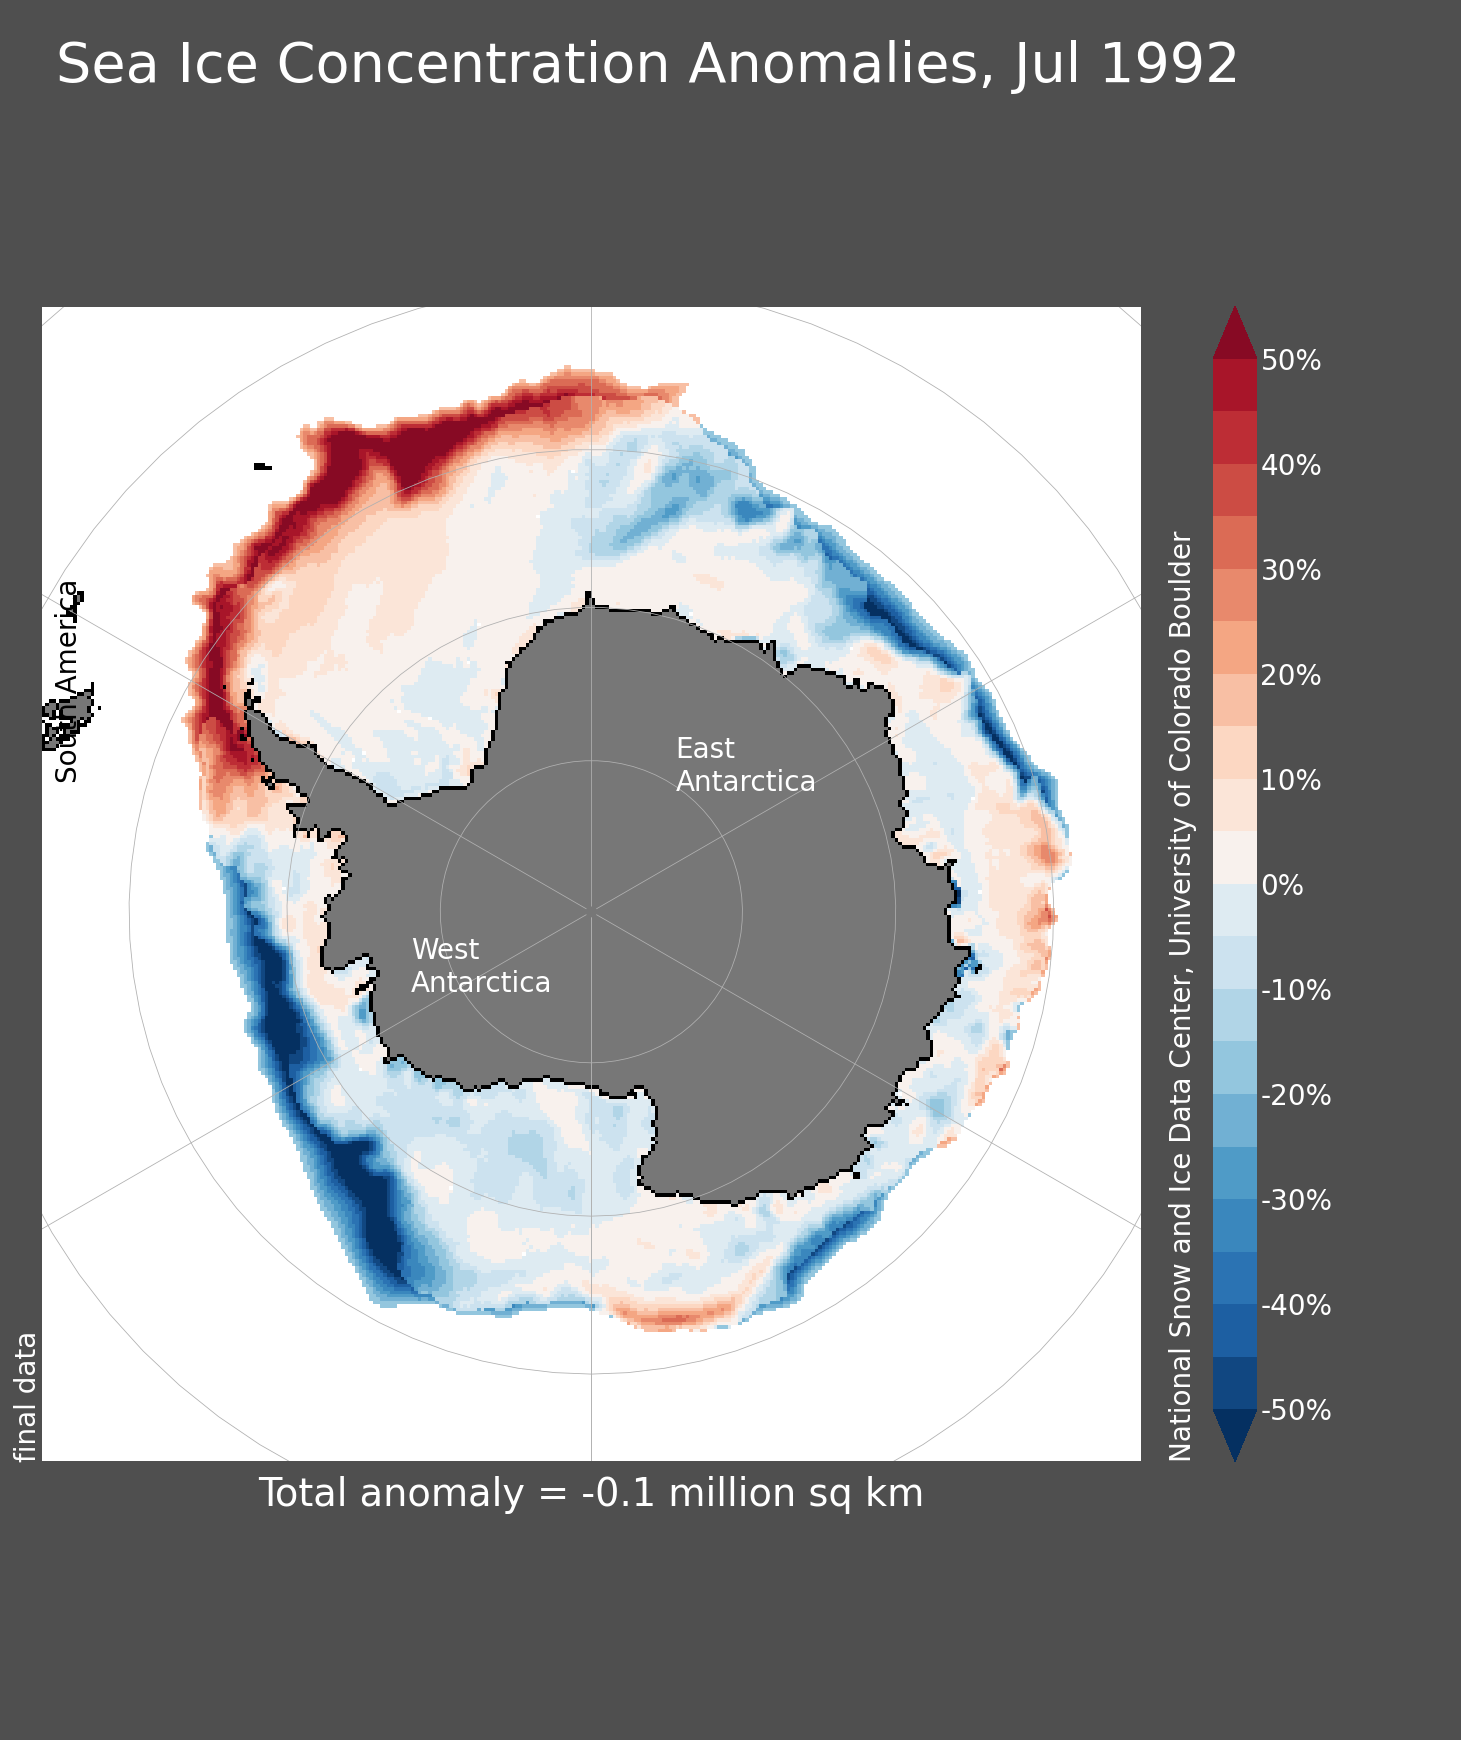 Sea Ice Concentration Anomalies, Jul 1992
South America
East
Antarctica
West
Antarctica
final data
National Snow and Ice Data Center, University of Colorado Boulder
50%
40%
30%
20%
10%
0%
-10%
-20%
-30%
-40%
-50%
Total anomaly = -0.1 million sq km